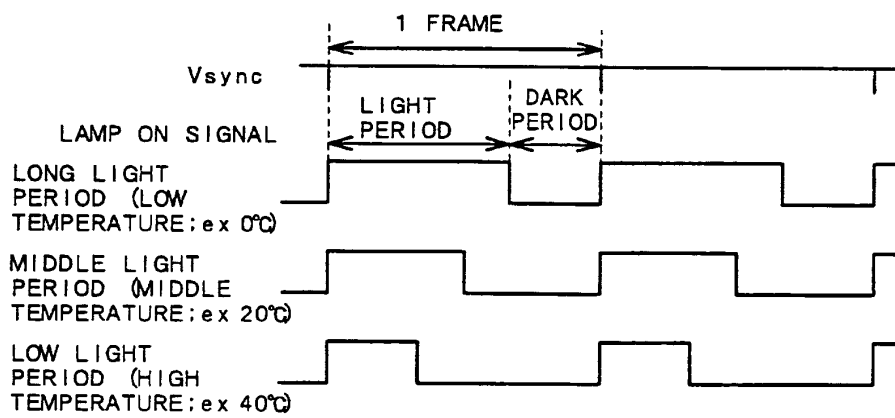 1 FRAME
Vsync
LIGHT
PERIOD
DARK
PERIOD
LAMP ON SIGNAL
LONG LIGHT
PERIOD (LOW
TEMPERATURE;ex 0℃)
MIDDLE LIGHT
PERIOD (MIDDLE
TEMPERATURE;ex 20℃)
LOW LIGHT
PERIOD (HIGH
TEMPERATURE;ex 40℃)